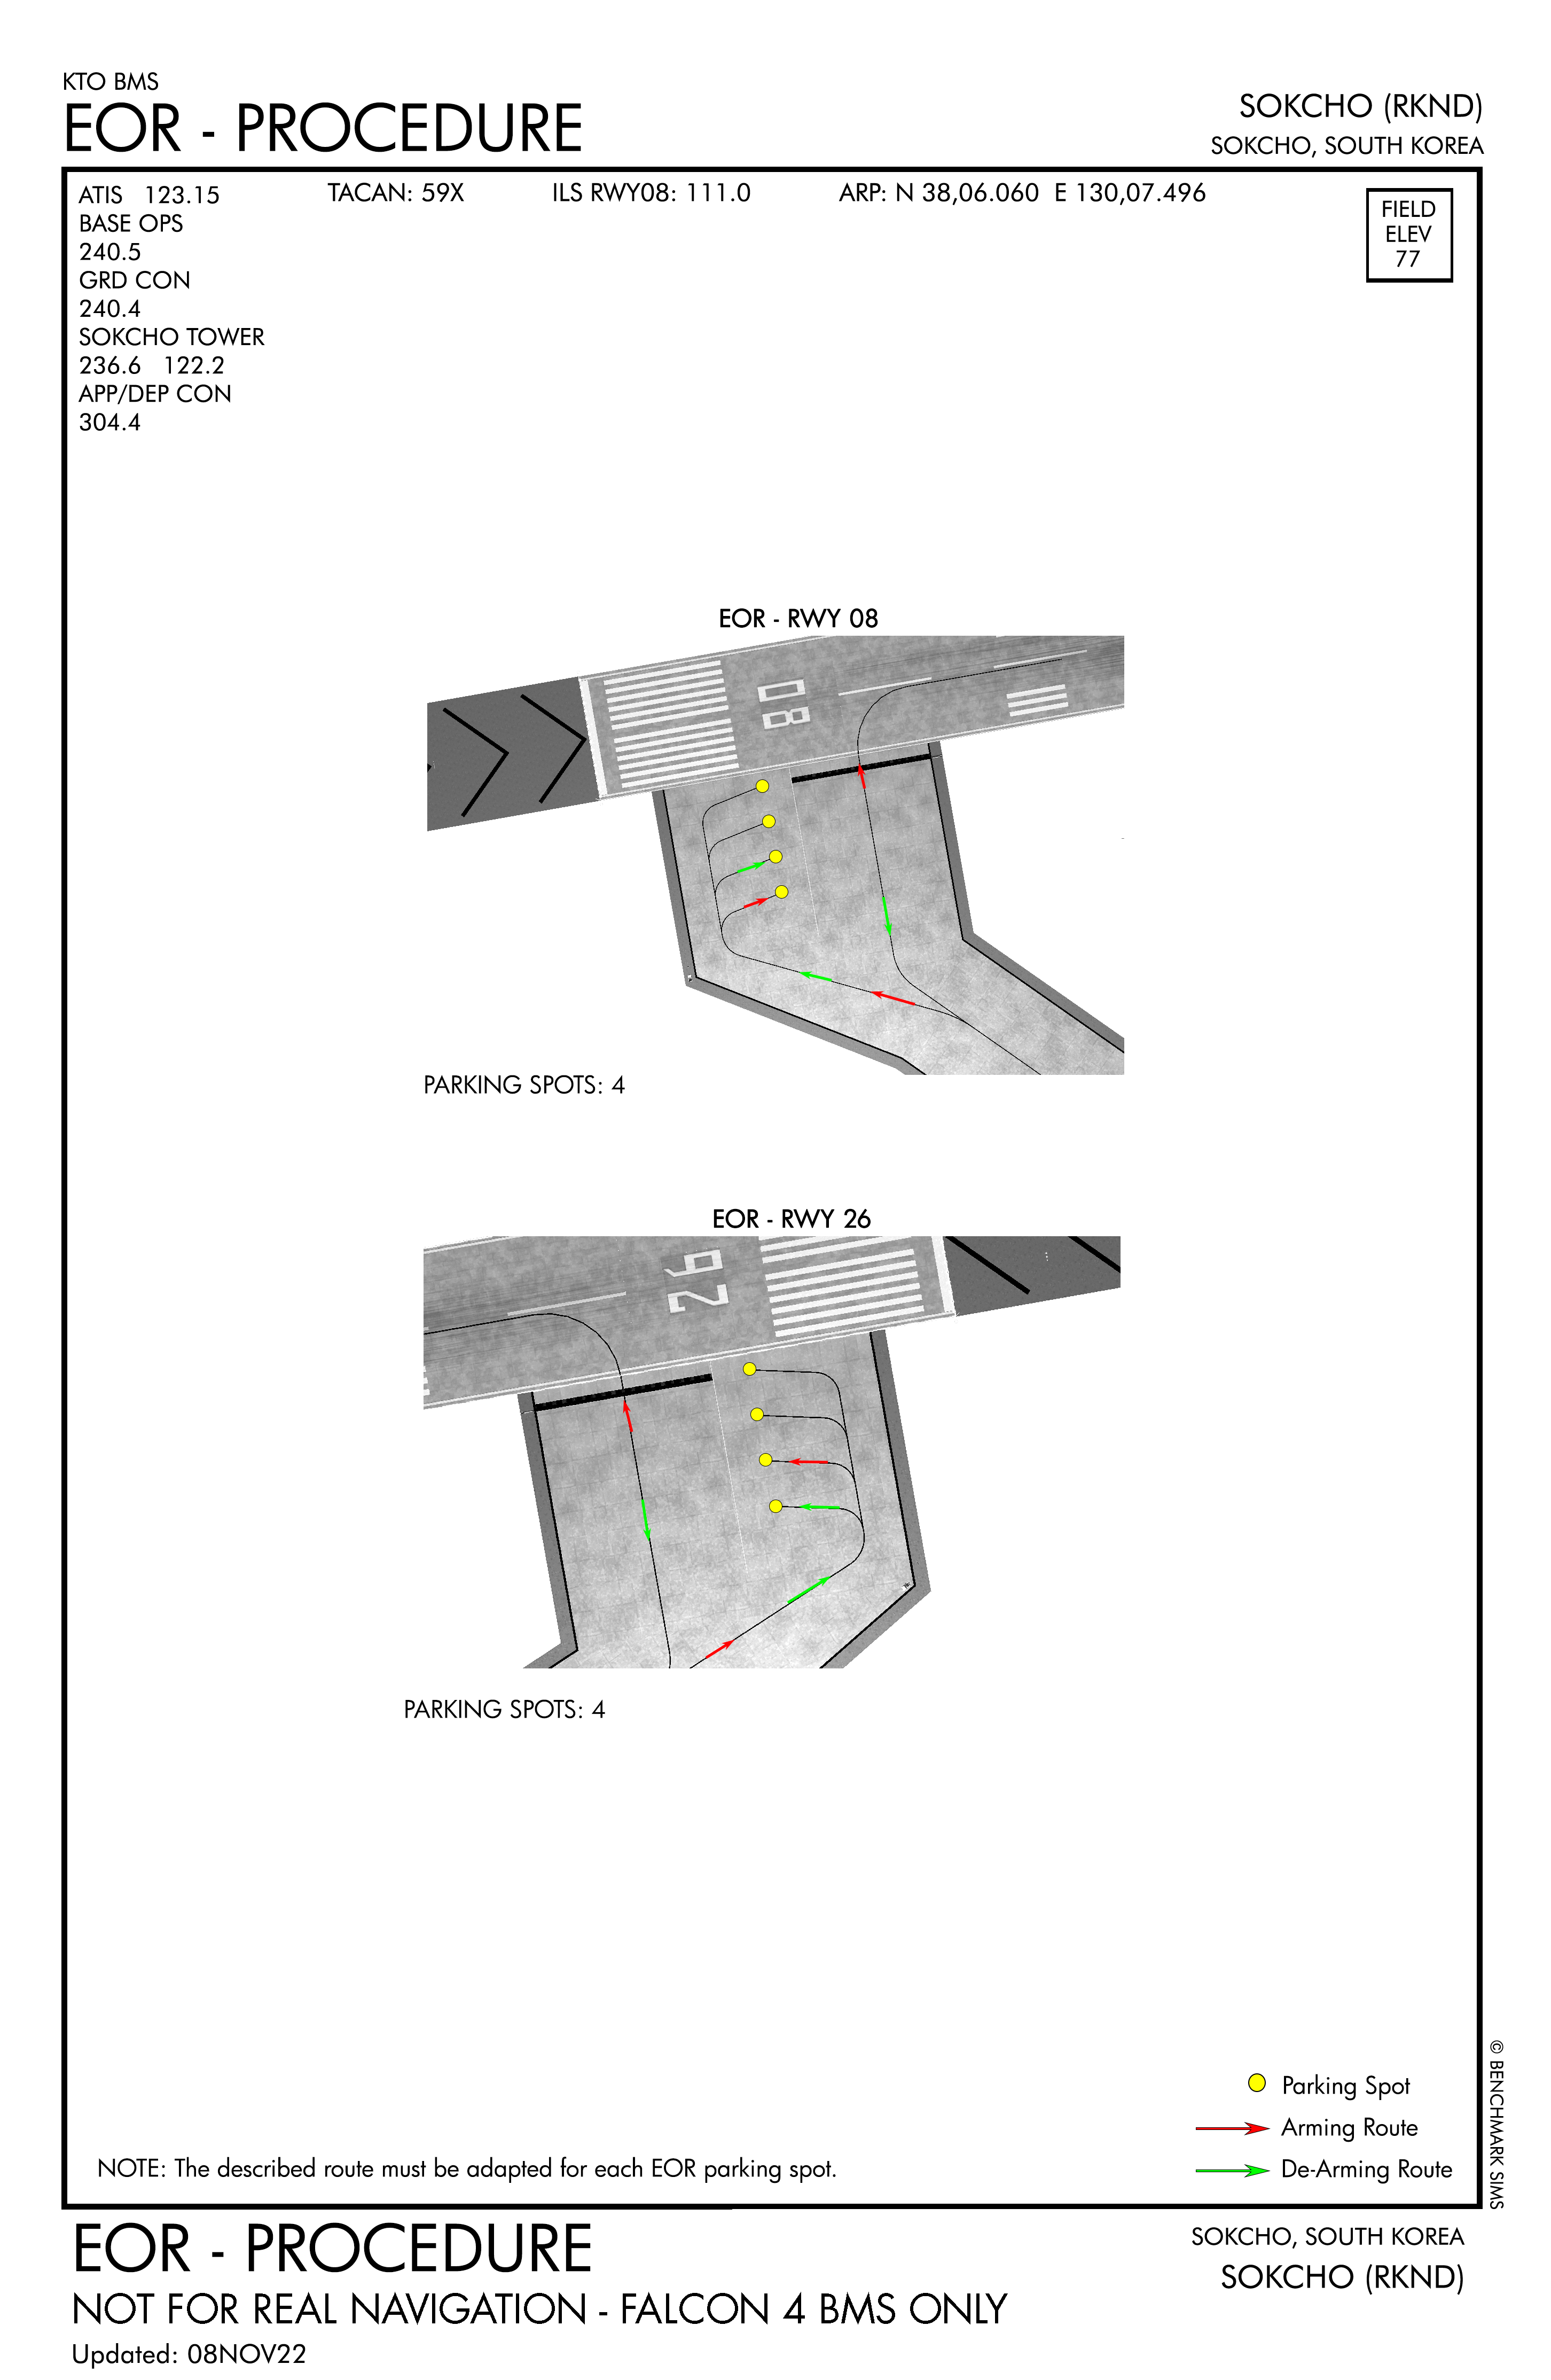 KTO BMS
EOR - PROCEDURE
SOKCHO (RKND)
SOKCHO, SOUTH KOREA
ATIS 123.15
BASE OPS
240.5
GRD CON
240.4
SOKCHO TOWER
236.6 122.2
APP/DEP CON
304.4
TACAN: 59X
ILS RWY08: 111.0
ARP: N 38,06.060 E 130,07.496
FIELD
ELEV
77
EOR - RWY 08
08
PARKING SPOTS: 4
EOR - RWY 26
26
PARKING SPOTS: 4
Parking Spot
Arming Route
De-Arming Route
NOTE: The described route must be adapted for each EOR parking spot.
© BENCHMARK SIMS
EOR - PROCEDURE
NOT FOR REAL NAVIGATION - FALCON 4 BMS ONLY
Updated: 08NOV22
SOKCHO, SOUTH KOREA
SOKCHO (RKND)